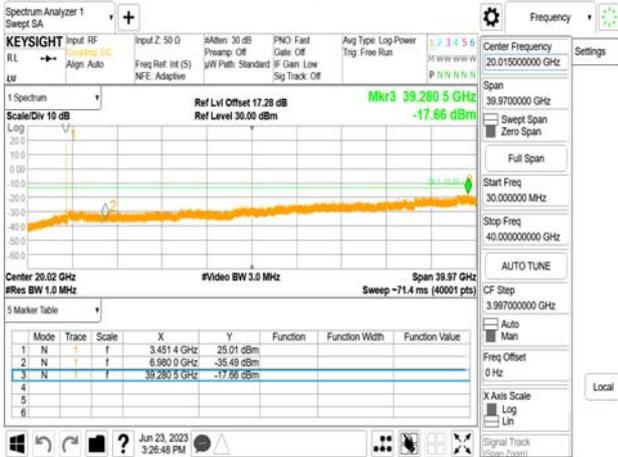 Spectrum Analyzer 1
Swept SA
+
Frequency
Settings
KEYSIGHT
RL
Input: RF
Coupling: DC
Align: Auto
Input Z: 50 Ω
Freq Ref: Int (S)
NFE: Adaptive
#Atten: 30 dB
Preamp: Off
µW Path: Standard
PNO: Fast
Gate: Off
IF Gain: Low
Sig Track: Off
Avg Type: Log-Power
Trig: Free Run
1 2 3 4 5 6
M W W W W W
P N N N N N
1 Spectrum
Scale/Div 10 dB
Ref Lvl Offset 17.28 dB
Ref Level 30.00 dBm
Mkr3 39.280 5 GHz
-17.66 dBm
Log
20.0
10.0
0.00
-10.0
-20.0
-30.0
-40.0
-50.0
-60.0
1
2
Center 20.02 GHz
#Res BW 1.0 MHz
#Video BW 3.0 MHz
Span 39.97 GHz
Sweep ~71.4 ms (40001 pts)
5 Marker Table
Mode Trace Scale X Y Function Function Width Function Value
1 N 1 f 3.451 4 GHz 25.01 dBm
2 N 1 f 6.980 0 GHz -35.49 dBm
3 N 1 f 39.280 5 GHz -17.66 dBm
4
5
6
Jun 23, 2023
3:26:48 PM
Center Frequency
20.015000000 GHz
Span
39.9700000 GHz
Swept Span
Zero Span
Full Span
Start Freq
30.000000 MHz
Stop Freq
40.000000000 GHz
AUTO TUNE
CF Step
3.997000000 GHz
Auto
Man
Freq Offset
0 Hz
X Axis Scale
Log
Lin
Signal Track
(Span Zoom)
Local